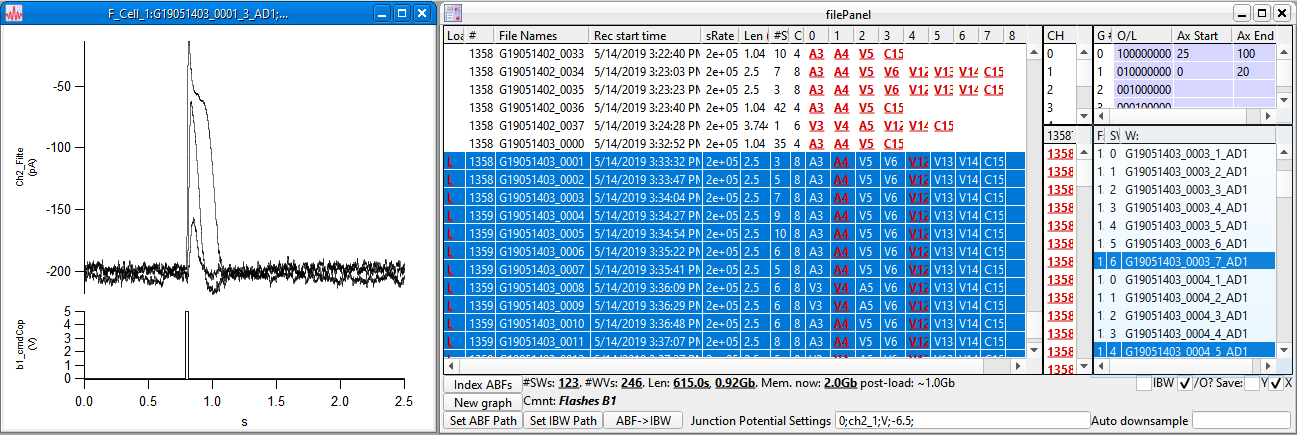 F_Cell_1:G19051403_0001_3_AD1;...
-50
-100
-150
-200
Ch2_Filte
(pA)
5
4
3
2
1
0
b1_cmdCop
(V)
0.0 0.5 1.0 1.5 2.0 2.5
s
filePanel
Loa # File Names Rec start time sRate Len ( #S C 0 1 2 3 4 5 6 7 8
1358 G19051402_0033 5/14/2019 3:22:40 PM 2e+05 1.04 10 4 A3 A4 V5 C15
1358 G19051402_0034 5/14/2019 3:23:03 PM 2e+05 2.5 7 8 A3 A4 V5 V6 V12 V13 V14 C15
1358 G19051402_0035 5/14/2019 3:23:23 PM 2e+05 2.5 3 8 A3 A4 V5 V6 V12 V13 V14 C15
1358 G19051402_0036 5/14/2019 3:23:40 PM 2e+05 1.04 42 4 A3 A4 V5 C15
1358 G19051402_0037 5/14/2019 3:24:28 PM 2e+05 3.744 1 6 V3 V4 A5 V12 V14 C15
1358 G19051403_0000 5/14/2019 3:32:52 PM 2e+05 1.04 35 4 A3 A4 V5 C15
L 1358 G19051403_0001 5/14/2019 3:33:32 PM 2e+05 2.5 3 8 A3 A4 V5 V6 V12 V13 V14 C15
L 1358 G19051403_0002 5/14/2019 3:33:47 PM 2e+05 2.5 5 8 A3 A4 V5 V6 V12 V13 V14 C15
L 1358 G19051403_0003 5/14/2019 3:34:04 PM 2e+05 2.5 7 8 A3 A4 V5 V6 V12 V13 V14 C15
L 1359 G19051403_0004 5/14/2019 3:34:27 PM 2e+05 2.5 9 8 A3 A4 V5 V6 V12 V13 V14 C15
L 1359 G19051403_0005 5/14/2019 3:34:54 PM 2e+05 2.5 10 8 A3 A4 V5 V6 V12 V13 V14 C15
L 1359 G19051403_0006 5/14/2019 3:35:22 PM 2e+05 2.5 6 8 A3 A4 V5 V6 V12 V13 V14 C15
L 1359 G19051403_0007 5/14/2019 3:35:41 PM 2e+05 2.5 5 8 A3 A4 V5 V6 V12 V13 V14 C15
L 1359 G19051403_0008 5/14/2019 3:36:09 PM 2e+05 2.5 6 8 V3 V4 A5 V6 V12 V13 V14 C15
L 1359 G19051403_0009 5/14/2019 3:36:29 PM 2e+05 2.5 6 8 V3 V4 A5 V6 V12 V13 V14 C15
L 1359 G19051403_0010 5/14/2019 3:36:48 PM 2e+05 2.5 6 8 A3 A4 V5 V6 V12 V13 V14 C15
L 1359 G19051403_0011 5/14/2019 3:37:07 PM 2e+05 2.5 8 8 A3 A4 V5 V6 V12 V13 V14 C15
CH
0
1
2
3
G # O/L Ax Start Ax End
0 100000000 25 100
1 010000000 0 20
2 001000000
3 000100000
1358
1358
1358
1358
1358
1358
1358
1358
1358
1358
1358
1358
1358
F. S\ W:
1. 0 G19051403_0003_1_AD1
1. 1 G19051403_0003_2_AD1
1. 2 G19051403_0003_3_AD1
1. 3 G19051403_0003_4_AD1
1. 4 G19051403_0003_5_AD1
1. 5 G19051403_0003_6_AD1
1 6 G19051403_0003_7_AD1
1. 0 G19051403_0004_1_AD1
1. 1 G19051403_0004_2_AD1
1. 2 G19051403_0004_3_AD1
1. 3 G19051403_0004_4_AD1
1 4 G19051403_0004_5_AD1
Index ABFs #SWs: 123, #WVs: 246, Len: 615.0s, 0.92Gb, Mem. now: 2.0Gb post-load: ~1.0Gb IBW /O? Save: Y X
New graph Cmnt: Flashes B1
Set ABF Path Set IBW Path ABF->IBW Junction Potential Settings 0;ch2_1;V;-6.5; Auto downsample